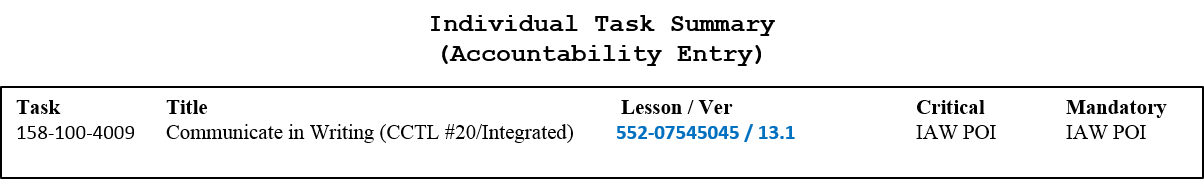 Individual Task Summary
(Accountability Entry)
Task Title Lesson / Ver Critical Mandatory
158-100-4009 Communicate in Writing (CCTL #20/Integrated) 552-07545045 / 13.1 IAW POI IAW POI